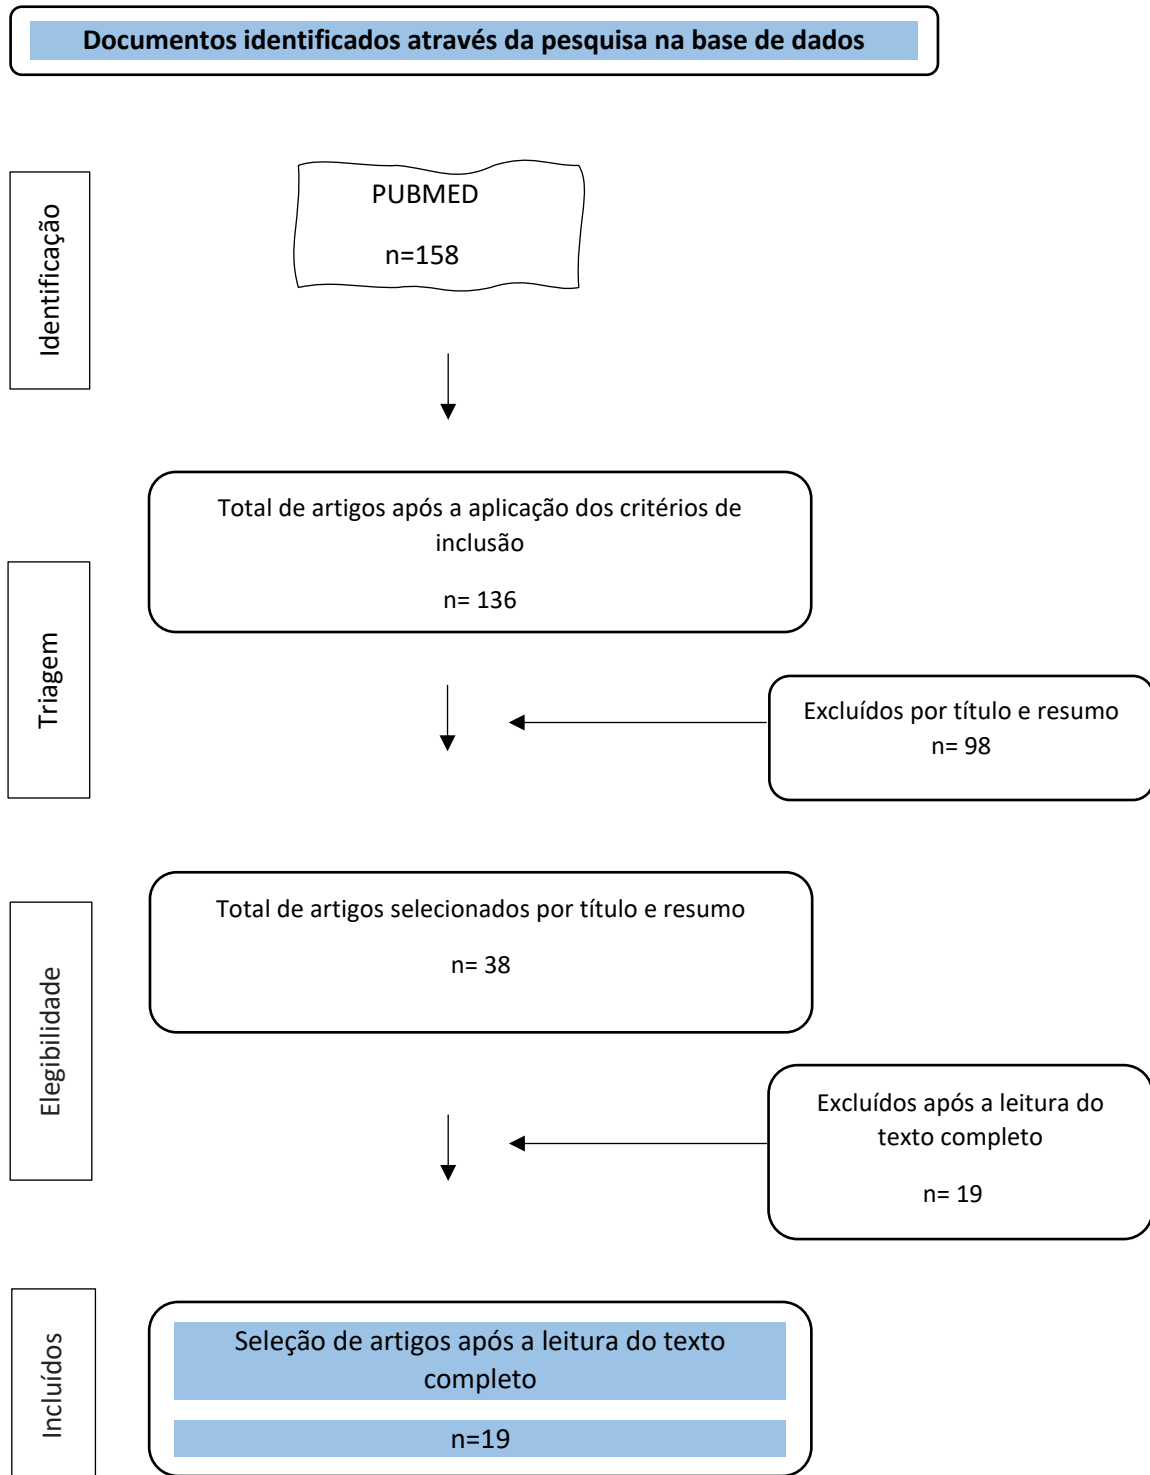 Documentos identificados através da pesquisa na base de dados
Identificação
PUBMED
n=158
Total de artigos após a aplicação dos critérios de
inclusão
n= 136
Triagem
Excluídos por título e resumo
n= 98
Elegibilidade
Total de artigos selecionados por título e resumo
n= 38
Excluídos após a leitura do
texto completo
n= 19
Incluídos
Seleção de artigos após a leitura do texto
completo
n=19